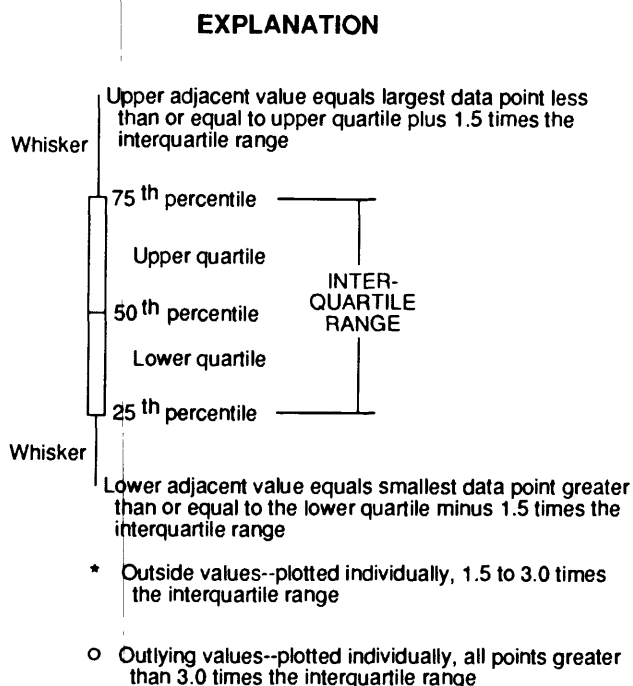 EXPLANATION
Upper adjacent value equals largest data point less
than or equal to upper quartile plus 1.5 times the
interquartile range
Whisker
75 th percentile
Upper quartile
INTER-
QUARTILE
RANGE
50 th percentile
Lower quartile
25 th percentile
Whisker
Lower adjacent value equals smallest data point greater
than or equal to the lower quartile minus 1.5 times the
interquartile range
* Outside values--plotted individually, 1.5 to 3.0 times
the interquartile range
o Outlying values--plotted individually, all points greater
than 3.0 times the interquartile range